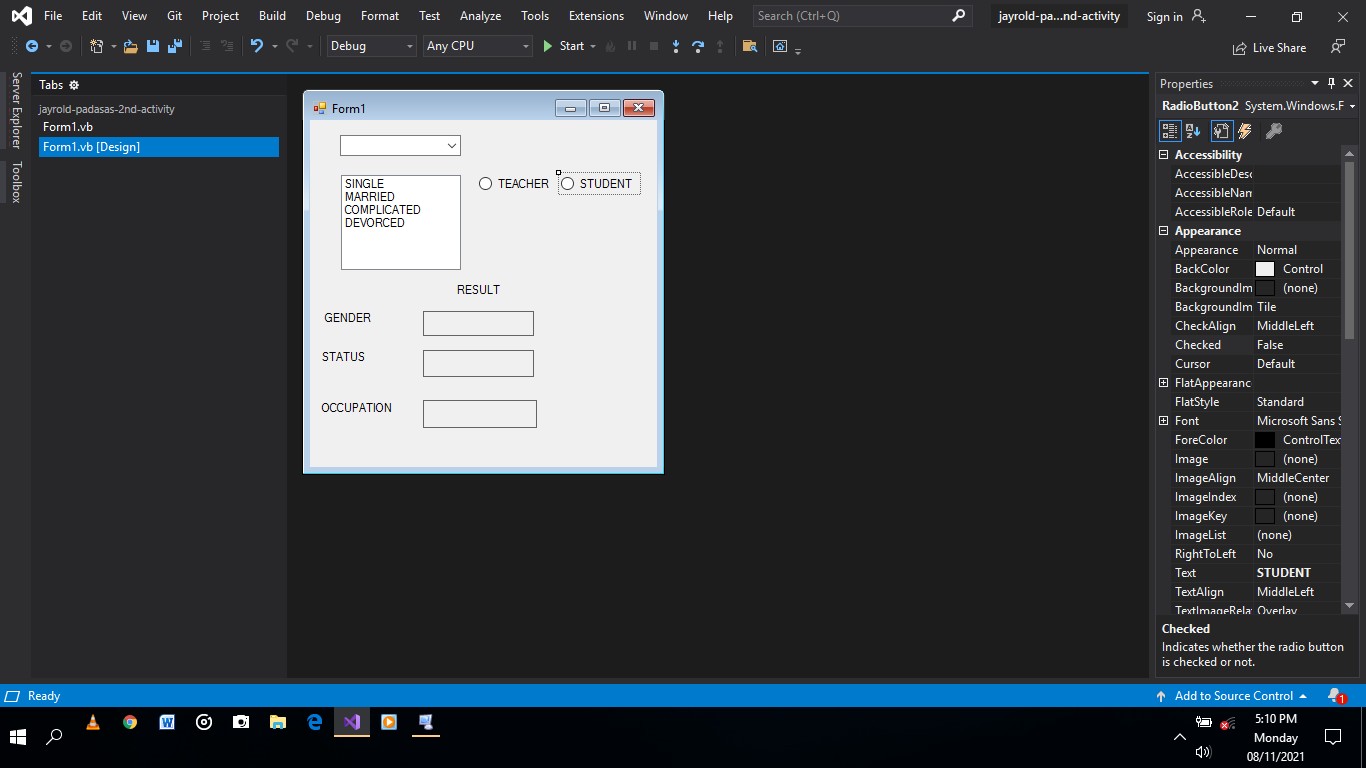 File Edit View Git Project Build Debug Format Test Analyze Tools Extensions Window Help Search (Ctrl+Q) jayrold-pa...nd-activity Sign in
Debug Any CPU Start Live Share
Server Explorer
Toolbox
Tabs
jayrold-padasas-2nd-activity
Form1.vb
Form1.vb [Design]
Form1
SINGLE
MARRIED
COMPLICATED
DEVORCED
TEACHER STUDENT
RESULT
GENDER
STATUS
OCCUPATION
Properties
RadioButton2 System.Windows.F
Accessibility
AccessibleDesc
AccessibleNam
AccessibleRole Default
Appearance
Appearance Normal
BackColor Control
BackgroundIm (none)
BackgroundIm Tile
CheckAlign MiddleLeft
Checked False
Cursor Default
FlatAppearanc
FlatStyle Standard
Font Microsoft Sans S
ForeColor ControlTex
Image (none)
ImageAlign MiddleCenter
ImageIndex (none)
ImageKey (none)
ImageList (none)
RightToLeft No
Text STUDENT
TextAlign MiddleLeft
TextImageRela Overlay
Checked
Indicates whether the radio button
is checked or not.
Ready Add to Source Control 1
5:10 PM
Monday
08/11/2021